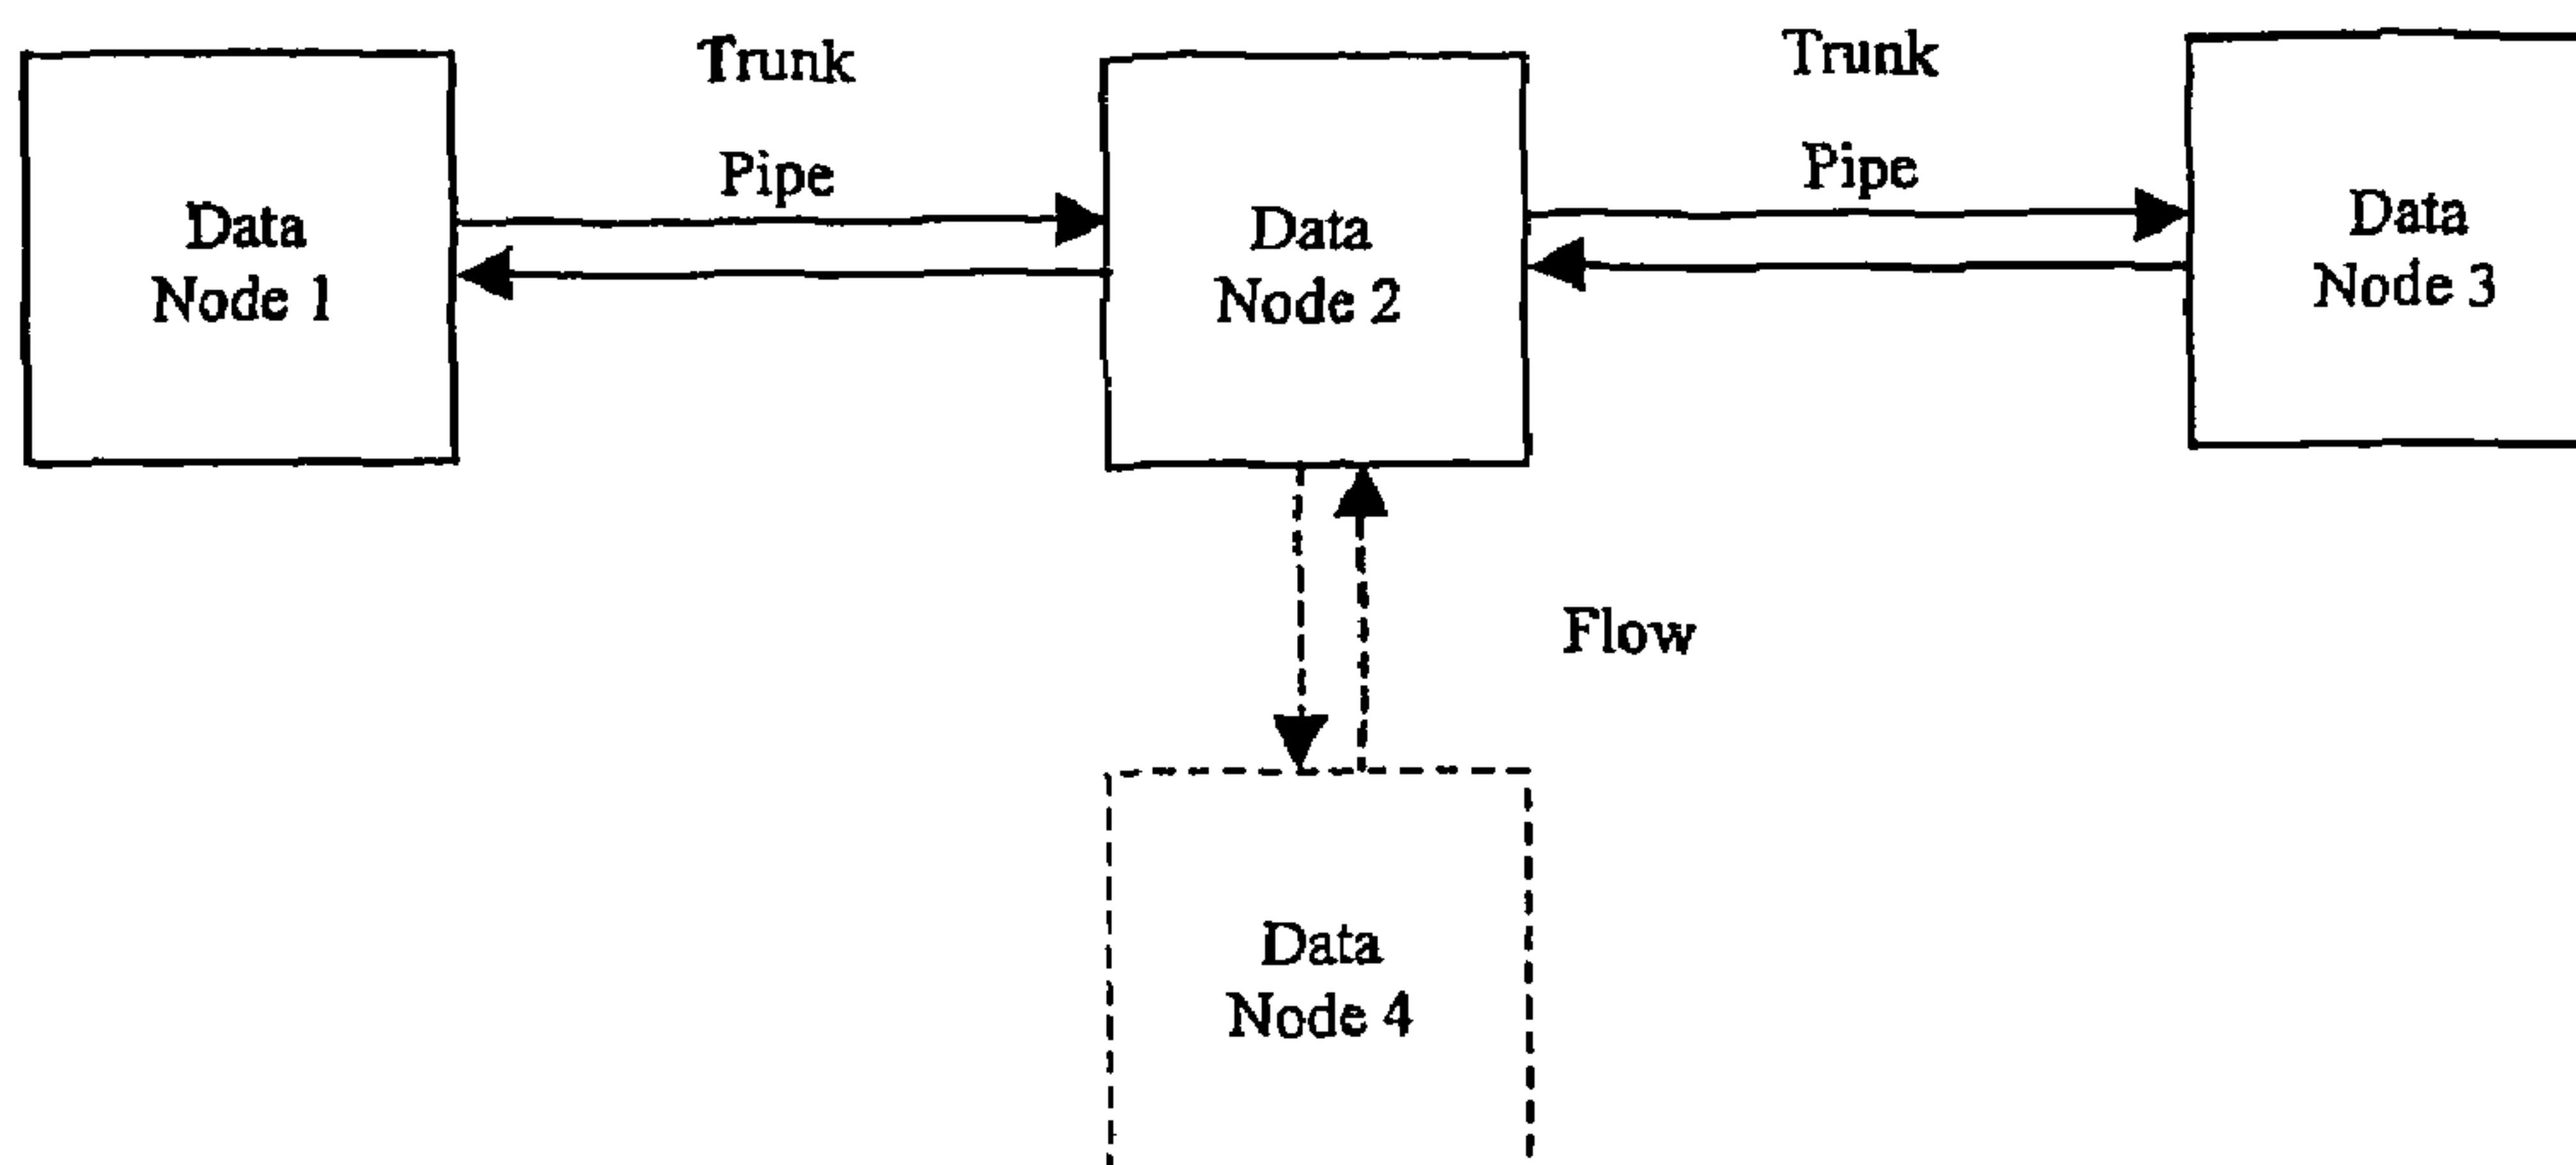 Trunk
Pipe
Trunk
Pipe
Data
Node 1
Data
Node 2
Data
Node 3
Flow
Data
Node 4